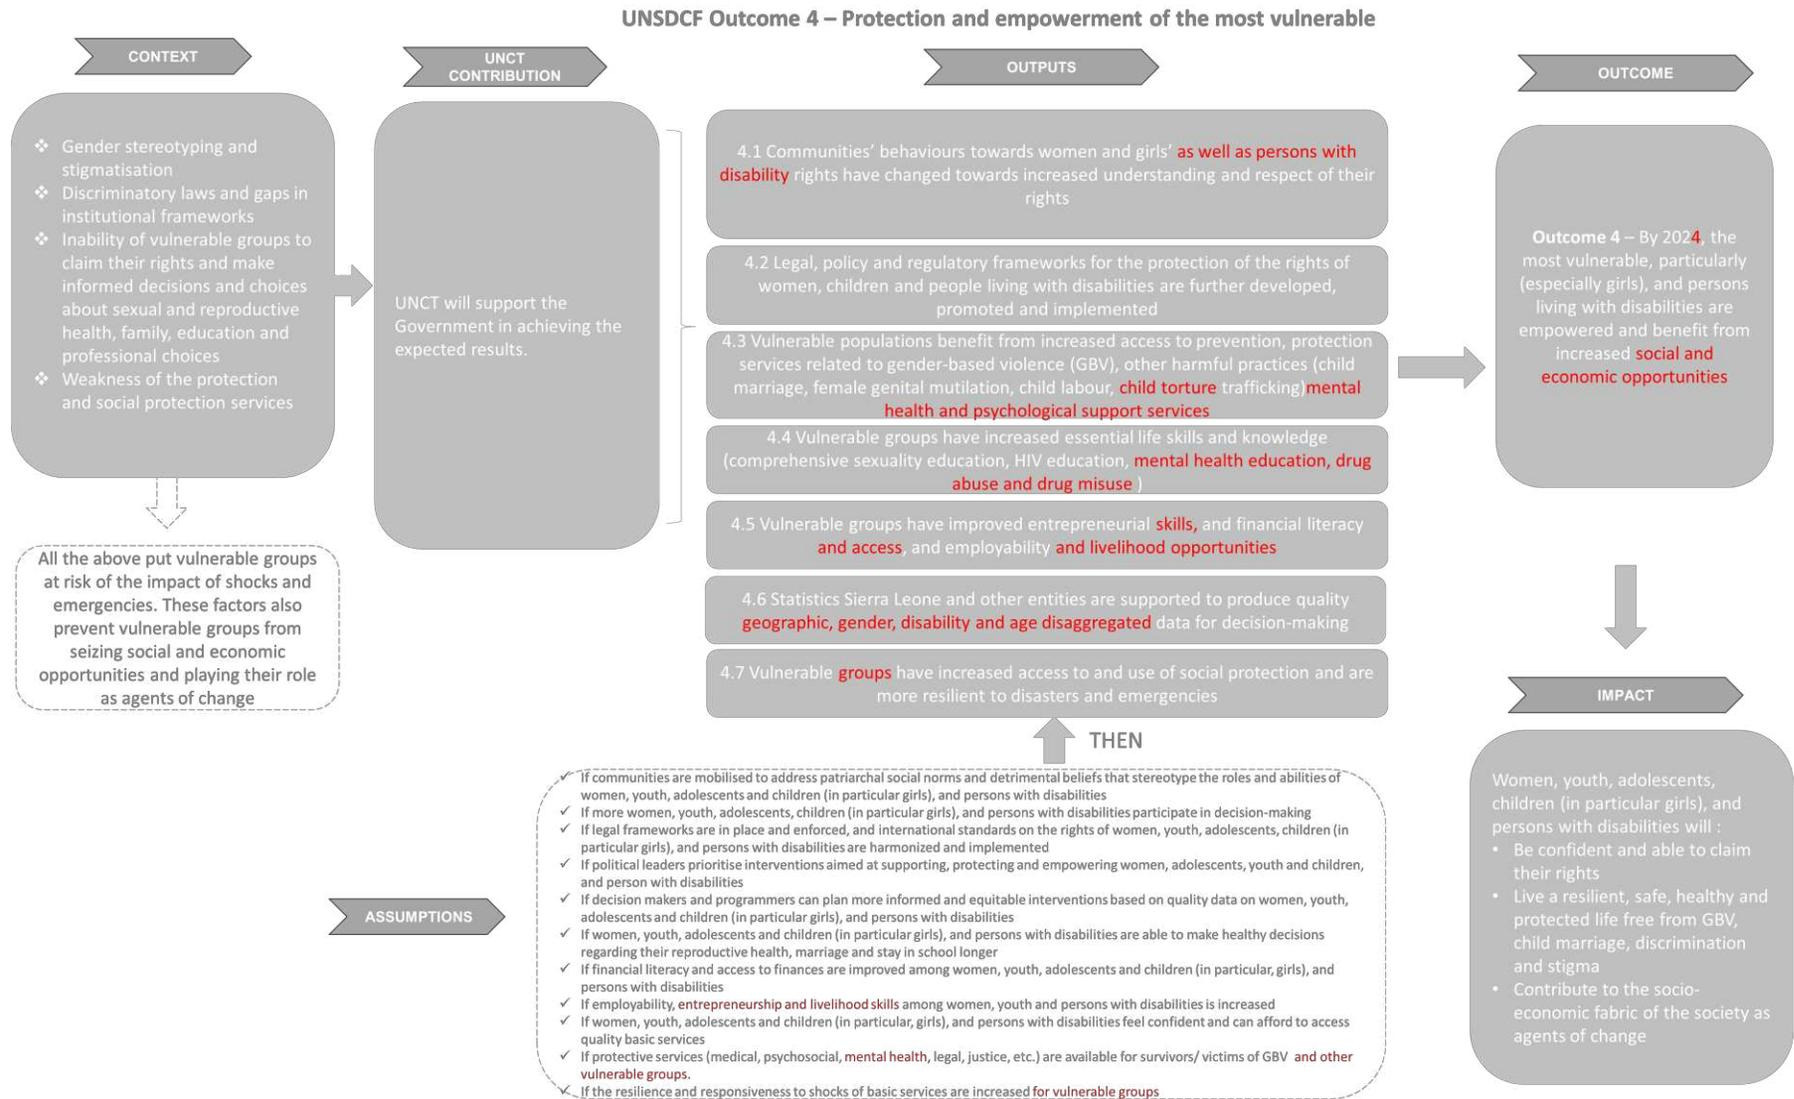 UNSDCF Outcome 4 – Protection and empowerment of the most vulnerable
CONTEXT
❖ Gender stereotyping and
stigmatisation
❖ Discriminatory laws and gaps in
institutional frameworks
❖ Inability of vulnerable groups to
claim their rights and make
informed decisions and choices
about sexual and reproductive
health, family, education and
professional choices
❖ Weakness of the protection
and social protection services
All the above put vulnerable groups
at risk of the impact of shocks and
emergencies. These factors also
prevent vulnerable groups from
seizing social and economic
opportunities and playing their role
as agents of change
UNCT
CONTRIBUTION
UNCT will support the
Government in achieving the
expected results.
OUTPUTS
4.1 Communities’ behaviours towards women and girls’ as well as persons with
disability rights have changed towards increased understanding and respect of their
rights
4.2 Legal, policy and regulatory frameworks for the protection of the rights of
women, children and people living with disabilities are further developed,
promoted and implemented
4.3 Vulnerable populations benefit from increased access to prevention, protection
services related to gender-based violence (GBV), other harmful practices (child
marriage, female genital mutilation, child labour, child torture trafficking)mental
health and psychological support services
4.4 Vulnerable groups have increased essential life skills and knowledge
(comprehensive sexuality education, HIV education, mental health education, drug
abuse and drug misuse )
4.5 Vulnerable groups have improved entrepreneurial skills, and financial literacy
and access, and employability and livelihood opportunities
4.6 Statistics Sierra Leone and other entities are supported to produce quality
geographic, gender, disability and age disaggregated data for decision-making
4.7 Vulnerable groups have increased access to and use of social protection and are
more resilient to disasters and emergencies
THEN
ASSUMPTIONS
✓ If communities are mobilised to address patriarchal social norms and detrimental beliefs that stereotype the roles and abilities of
women, youth, adolescents and children (in particular girls), and persons with disabilities
✓ If more women, youth, adolescents, children (in particular girls), and persons with disabilities participate in decision-making
✓ If legal frameworks are in place and enforced, and international standards on the rights of women, youth, adolescents, children (in
particular girls), and persons with disabilities are harmonized and implemented
✓ If political leaders prioritise interventions aimed at supporting, protecting and empowering women, adolescents, youth and children,
and person with disabilities
✓ If decision makers and programmers can plan more informed and equitable interventions based on quality data on women, youth,
adolescents and children (in particular girls), and persons with disabilities
✓ If women, youth, adolescents and children (in particular girls), and persons with disabilities are able to make healthy decisions
regarding their reproductive health, marriage and stay in school longer
✓ If financial literacy and access to finances are improved among women, youth, adolescents and children (in particular, girls), and
persons with disabilities
✓ If employability, entrepreneurship and livelihood skills among women, youth and persons with disabilities is increased
✓ If women, youth, adolescents and children (in particular, girls), and persons with disabilities feel confident and can afford to access
quality basic services
✓ If protective services (medical, psychosocial, mental health, legal, justice, etc.) are available for survivors/ victims of GBV and other
vulnerable groups.
✓ If the resilience and responsiveness to shocks of basic services are increased for vulnerable groups
OUTCOME
Outcome 4 – By 2024, the
most vulnerable, particularly
(especially girls), and persons
living with disabilities are
empowered and benefit from
increased social and
economic opportunities
IMPACT
Women, youth, adolescents,
children (in particular girls), and
persons with disabilities will :
• Be confident and able to claim
their rights
• Live a resilient, safe, healthy and
protected life free from GBV,
child marriage, discrimination
and stigma
• Contribute to the socio-
economic fabric of the society as
agents of change